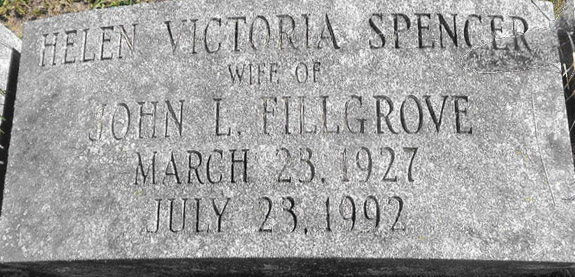 HELEN VICTORIA SPENCER
WIFE OF
JOHN L. FILLGROVE
MARCH 23, 1927
JULY 23, 1992